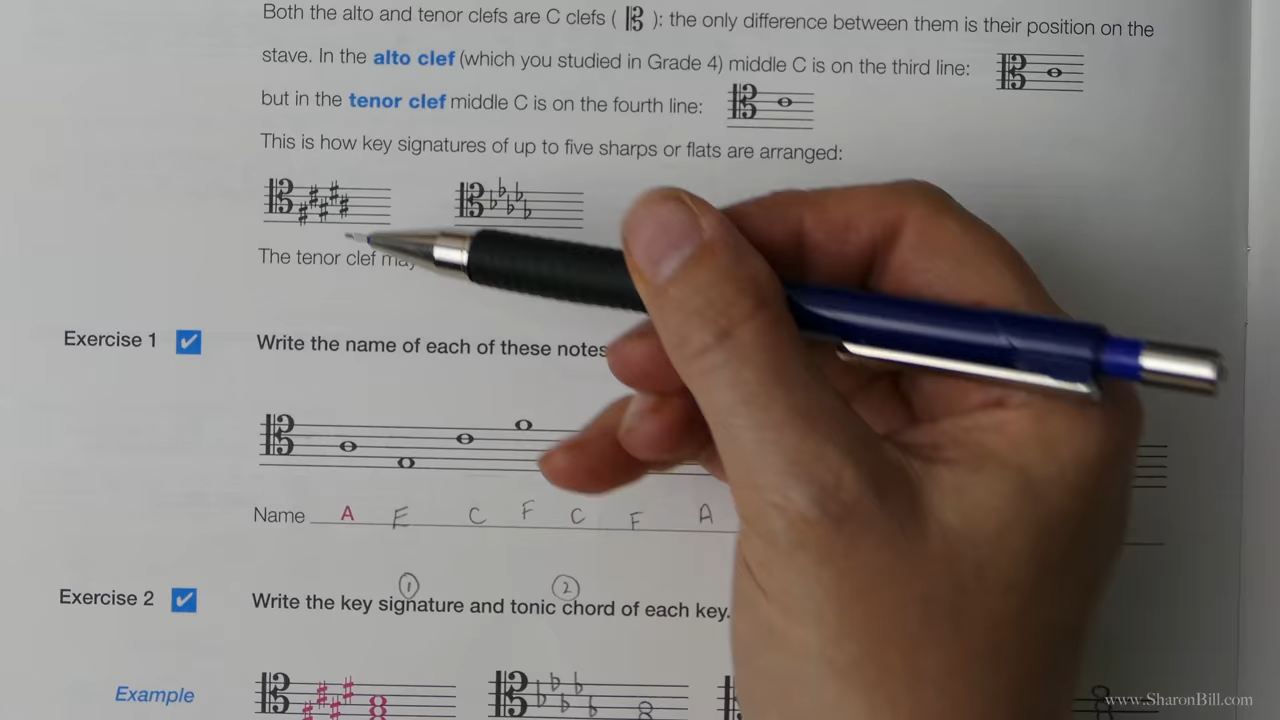 Both the alto and tenor clefs are C clefs ( ): the only difference between them is their position on the
stave. In the alto clef (which you studied in Grade 4) middle C is on the third line:
but in the tenor clef middle C is on the fourth line:
This is how key signatures of up to five sharps or flats are arranged:
The tenor clef may
Exercise 1 Write the name of each of these notes
Name A E C F C F A
1 2
Exercise 2 Write the key signature and tonic chord of each key.
Example
www.SharonBill.com